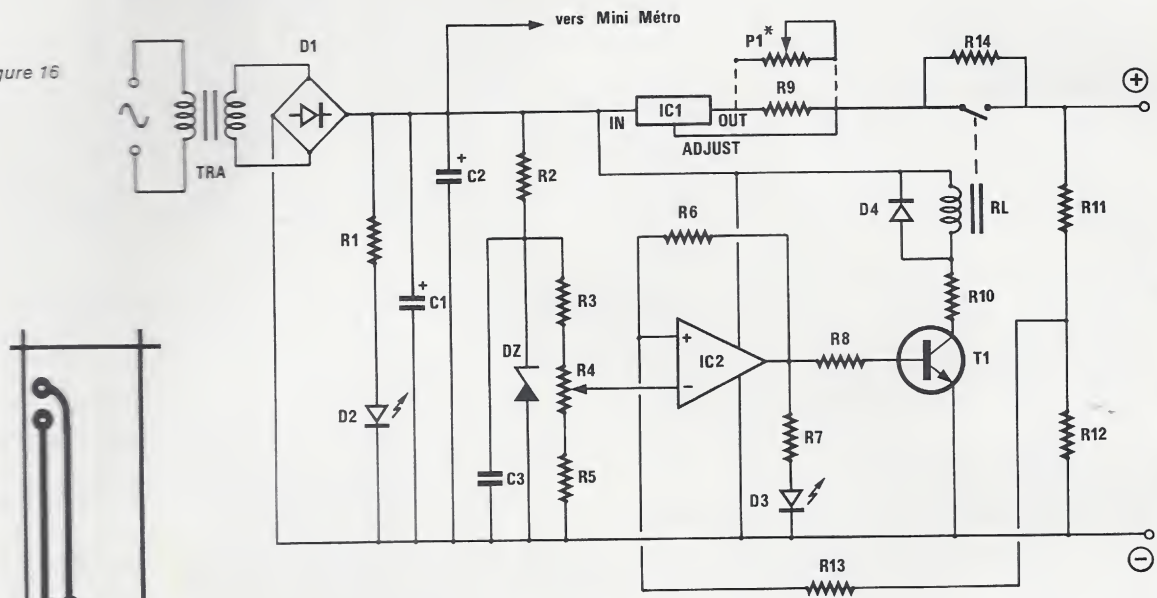 gure 16
vers Mini Métro
D1
P1*
R14
R9
IN
IC1
OUT
ADJUST
+
TRA
C2
R2
R6
D4
RL
R11
R1
+
C1
R3
R10
DZ
R4
+
IC2
−
R8
T1
D2
R7
R12
C3
R5
D3
−
R13
+